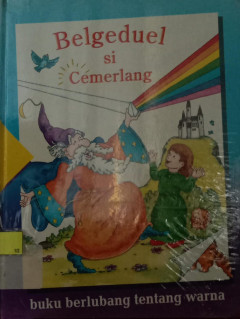 Belgeduel
si
Cemerlang
buku berlubang tentang warna